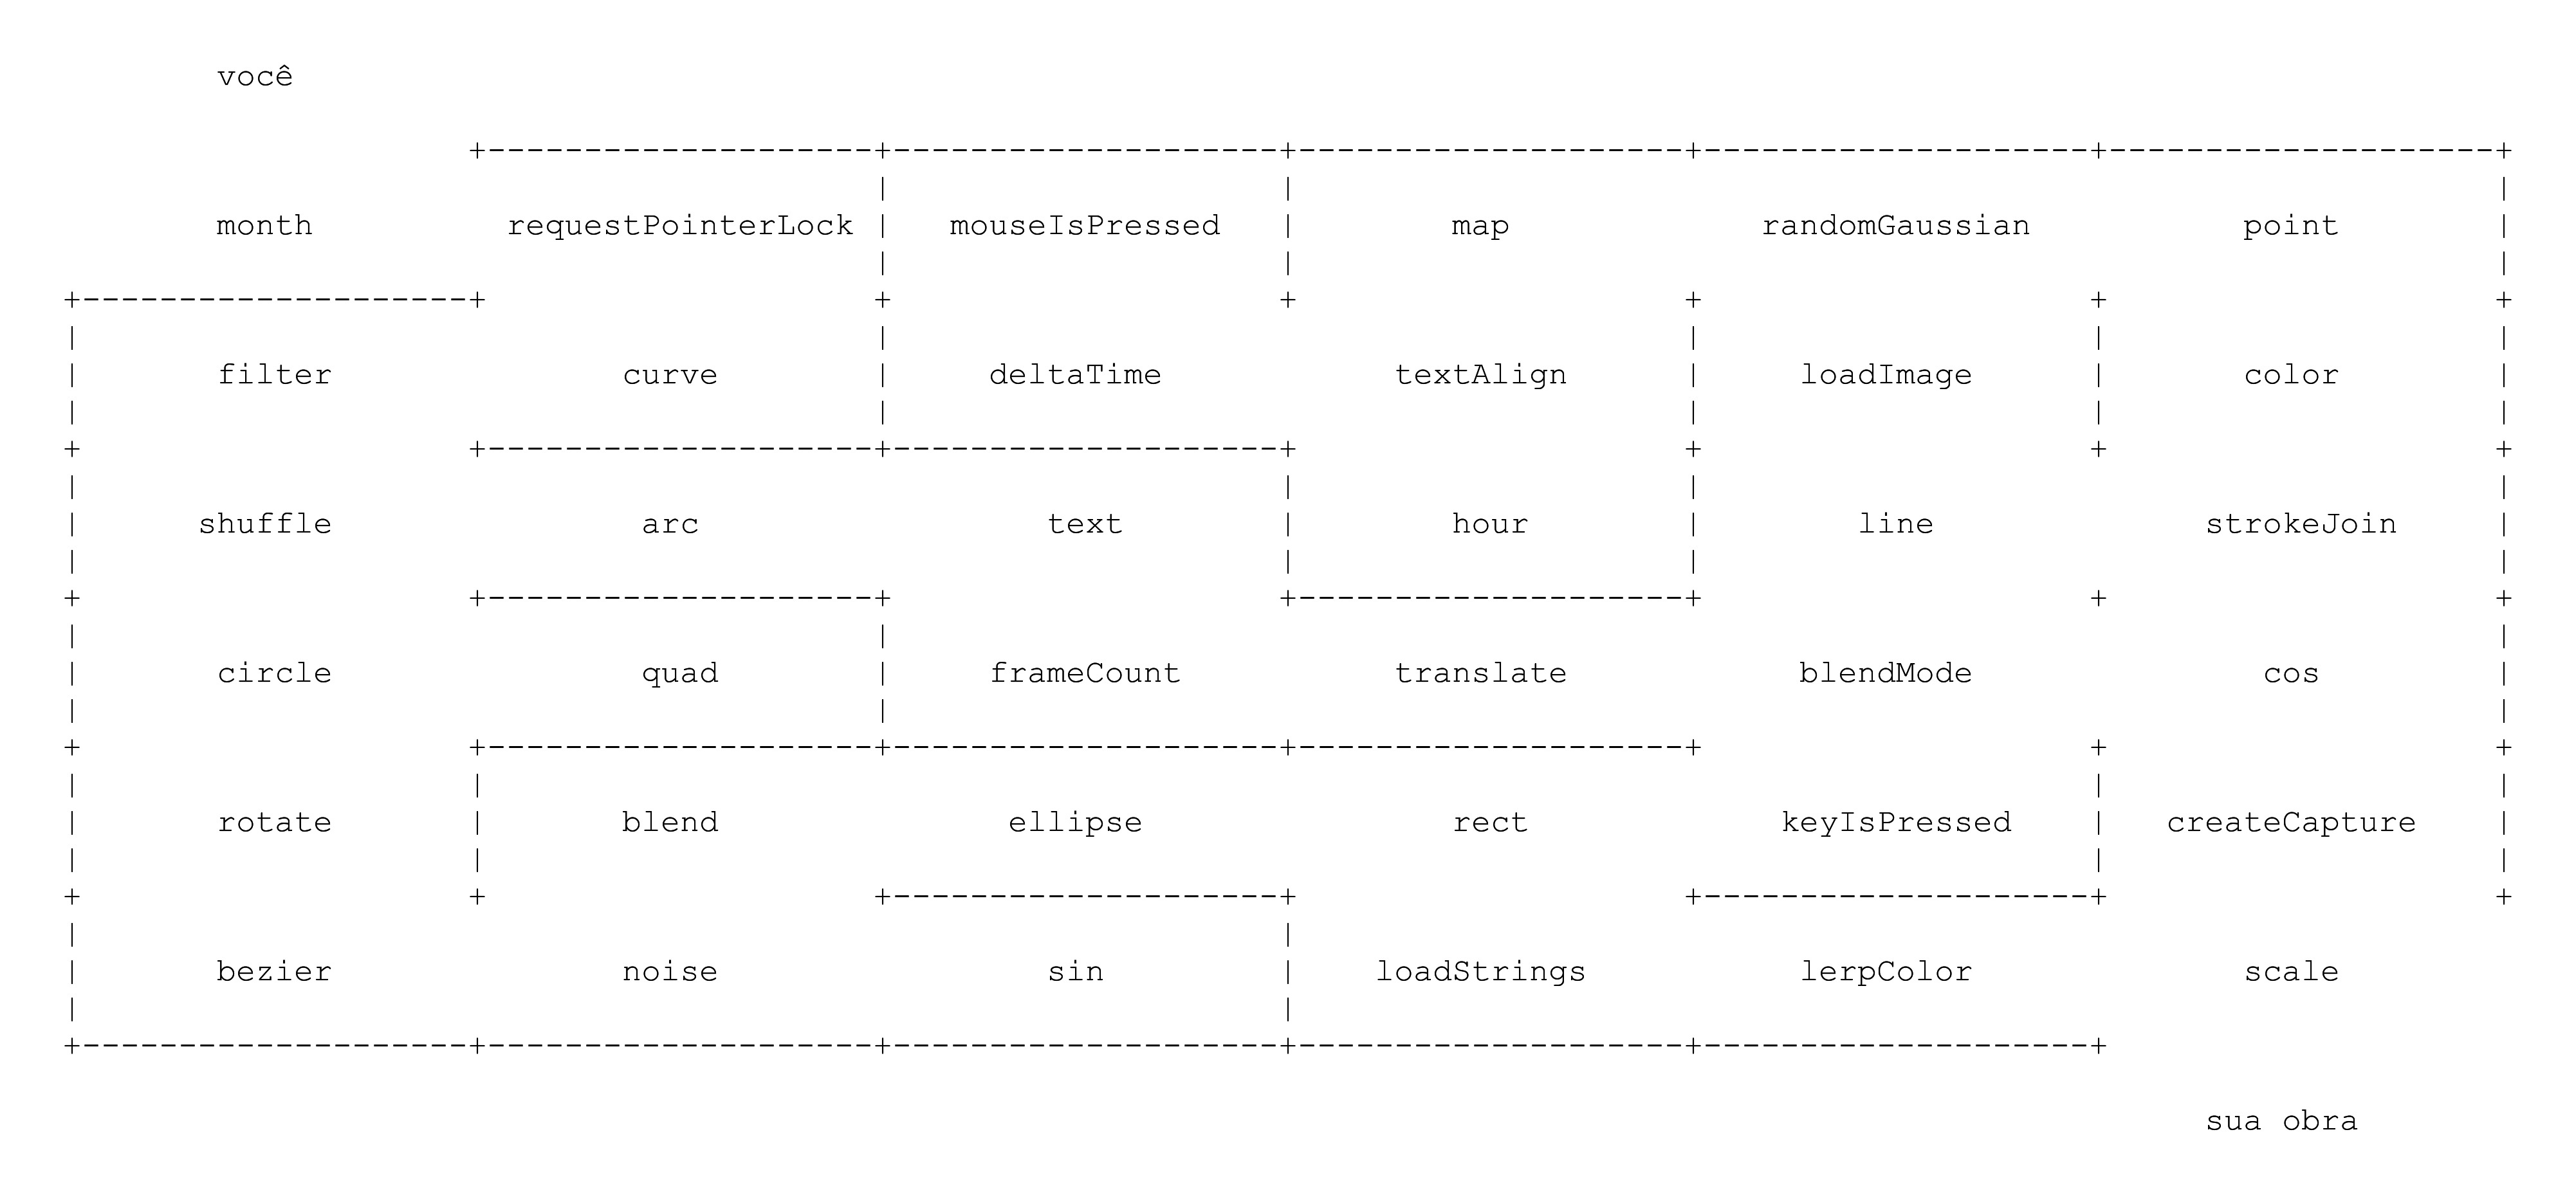 você
month requestPointerLock mouseIsPressed map randomGaussian point
filter curve deltaTime textAlign loadImage color
shuffle arc text hour line strokeJoin
circle quad frameCount translate blendMode cos
rotate blend ellipse rect keyIsPressed createCapture
bezier noise sin loadStrings lerpColor scale
sua obra